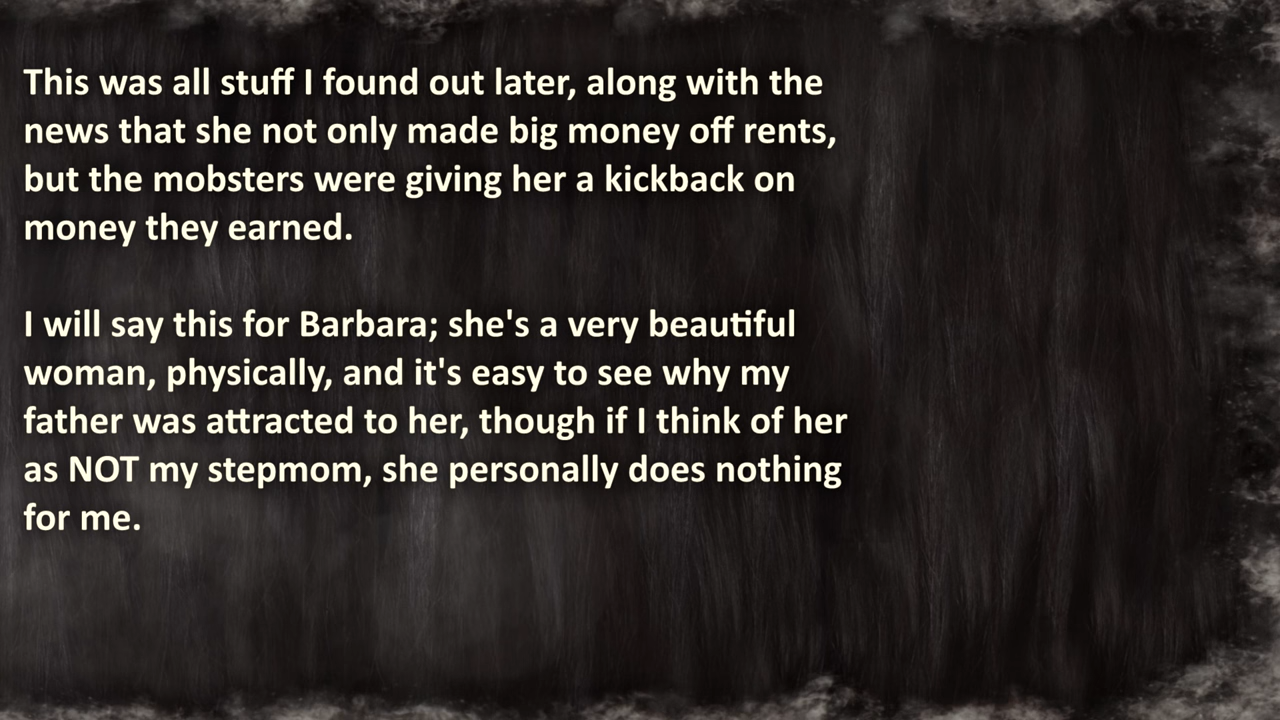 This was all stuff I found out later, along with the
news that she not only made big money off rents,
but the mobsters were giving her a kickback on
money they earned.
I will say this for Barbara; she's a very beautiful
woman, physically, and it's easy to see why my
father was attracted to her, though if I think of her
as NOT my stepmom, she personally does nothing
for me.